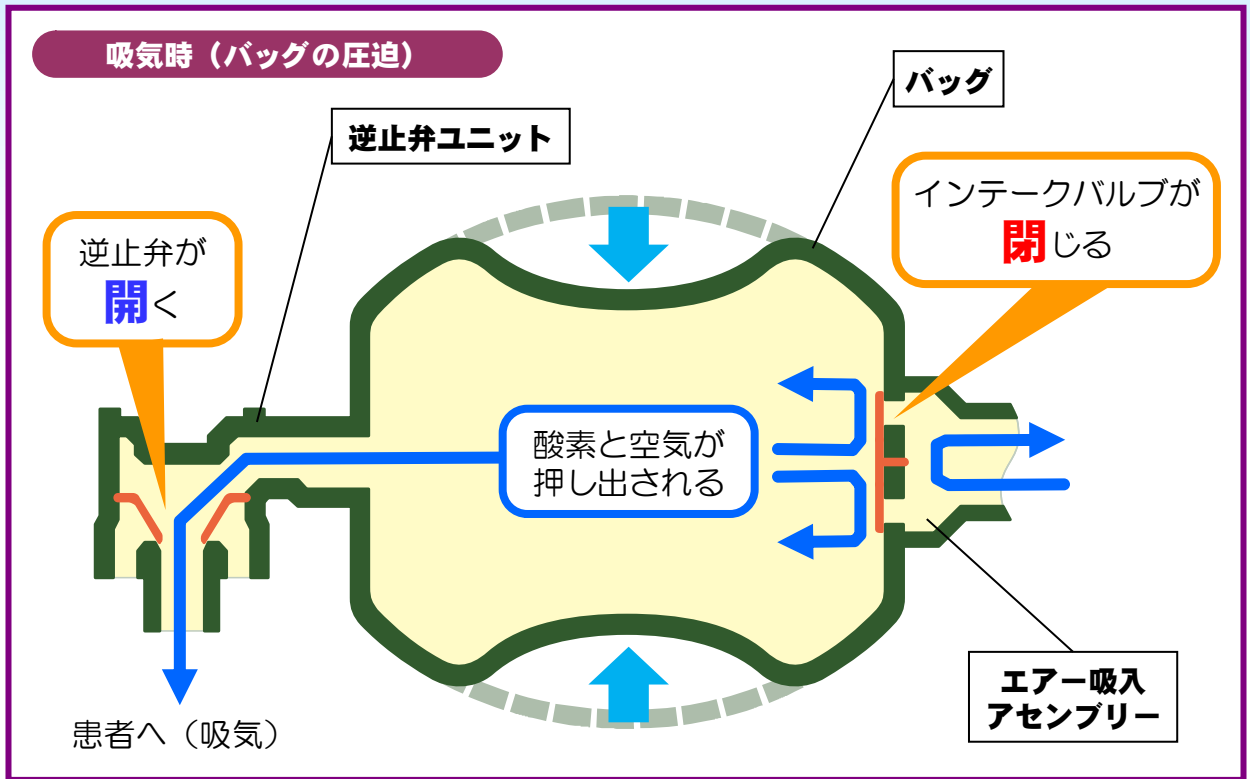 吸気時（バッグの圧迫）
バッグ
逆止弁ユニット
インテークバルブが
閉じる
逆止弁が
開く
酸素と空気が
押し出される
エアー吸入
アセンブリー
患者へ（吸気）